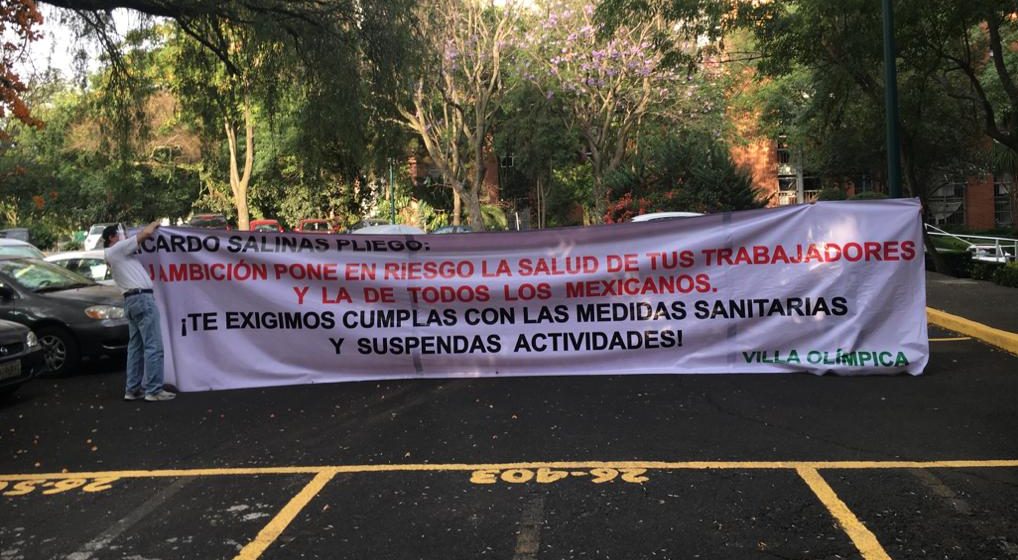 ICARDO SALINAS PLIEGO:
U AMBICIÓN PONE EN RIESGO LA SALUD DE TUS TRABAJADORES
Y LA DE TODOS LOS MEXICANOS.
¡TE EXIGIMOS CUMPLAS CON LAS MEDIDAS SANITARIAS
Y SUSPENDAS ACTIVIDADES!
VILLA OLÍMPICA
26-403 26